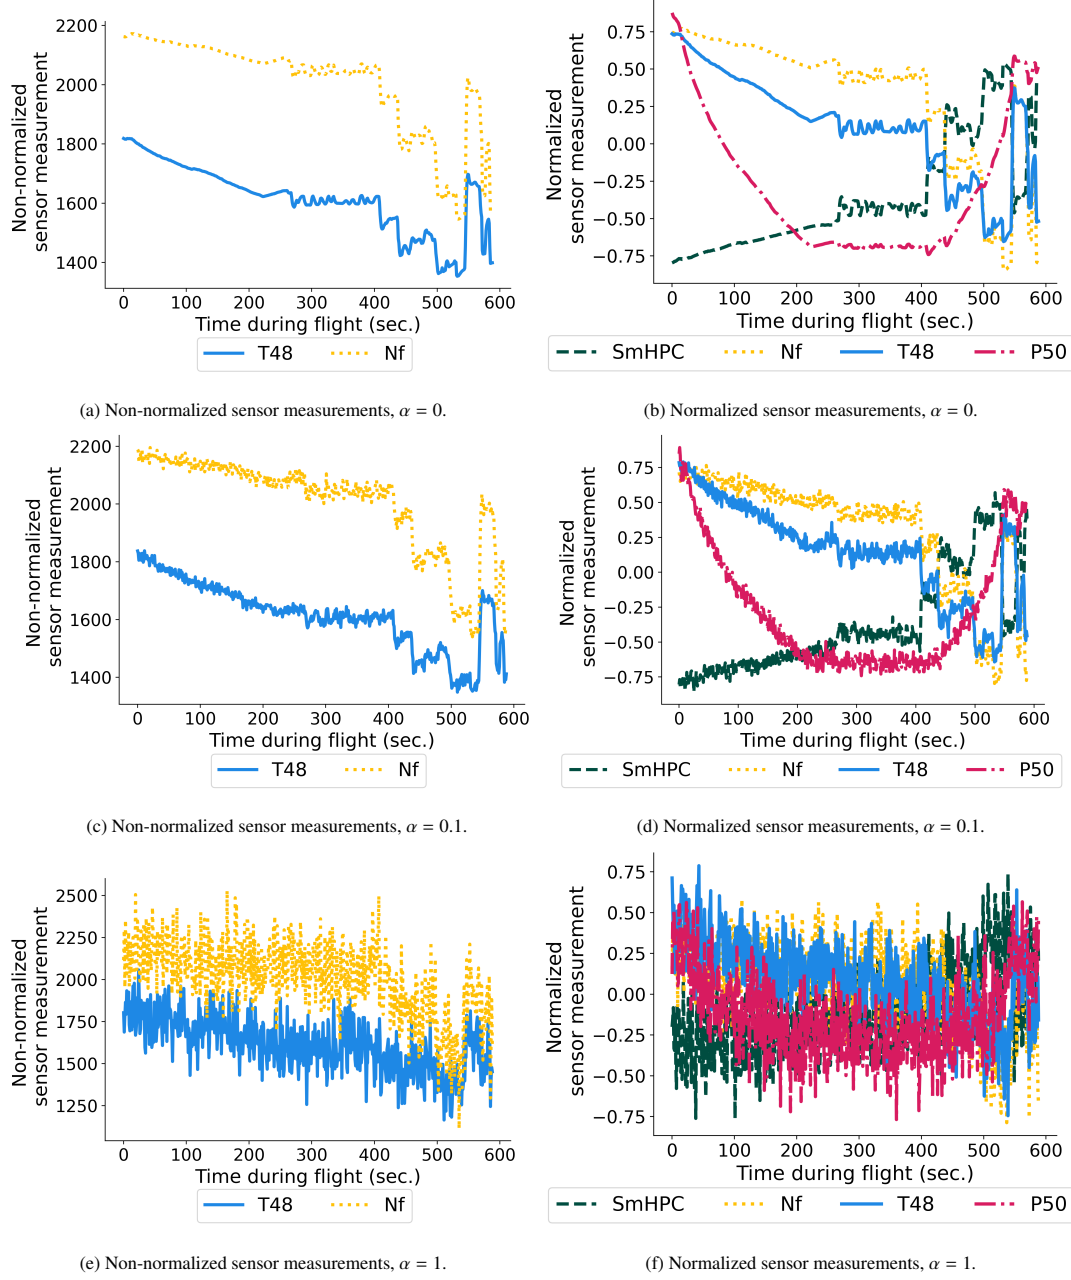 2200
2000
1800
1600
1400
Non-normalized
sensor measurement
0 100 200 300 400 500 600
Time during flight (sec.)
T48 Nf
(a) Non-normalized sensor measurements, α = 0.
0.75
0.50
0.25
0.00
−0.25
−0.50
−0.75
Normalized
sensor measurement
0 100 200 300 400 500 600
Time during flight (sec.)
SmHPC Nf T48 P50
(b) Normalized sensor measurements, α = 0.
2200
2000
1800
1600
1400
Non-normalized
sensor measurement
0 100 200 300 400 500 600
Time during flight (sec.)
T48 Nf
(c) Non-normalized sensor measurements, α = 0.1.
0.75
0.50
0.25
0.00
−0.25
−0.50
−0.75
Normalized
sensor measurement
0 100 200 300 400 500 600
Time during flight (sec.)
SmHPC Nf T48 P50
(d) Normalized sensor measurements, α = 0.1.
2500
2250
2000
1750
1500
1250
Non-normalized
sensor measurement
0 100 200 300 400 500 600
Time during flight (sec.)
T48 Nf
(e) Non-normalized sensor measurements, α = 1.
0.75
0.50
0.25
0.00
−0.25
−0.50
−0.75
Normalized
sensor measurement
0 100 200 300 400 500 600
Time during flight (sec.)
SmHPC Nf T48 P50
(f) Normalized sensor measurements, α = 1.